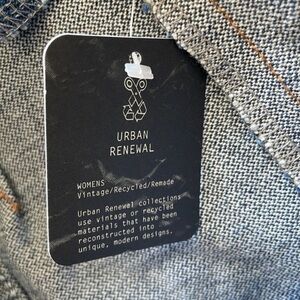 URBAN
RENEWAL
WOMENS
Vintage/Recycled/Remade
Urban Renewal collections
use vintage or recycled
materials that have been
reconstructed into
unique, modern designs.